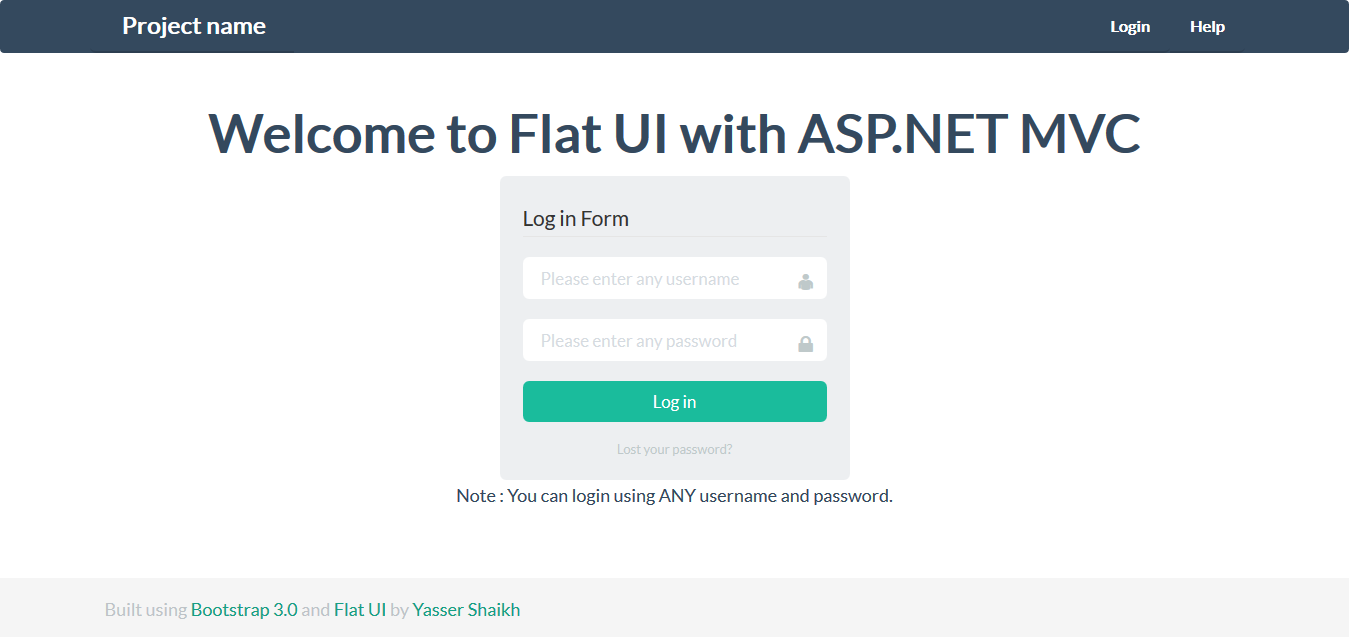 Project name Login Help
Welcome to Flat UI with ASP.NET MVC
Log in Form
Please enter any username
Please enter any password
Log in
Lost your password?
Note : You can login using ANY username and password.
Built using Bootstrap 3.0 and Flat UI by Yasser Shaikh